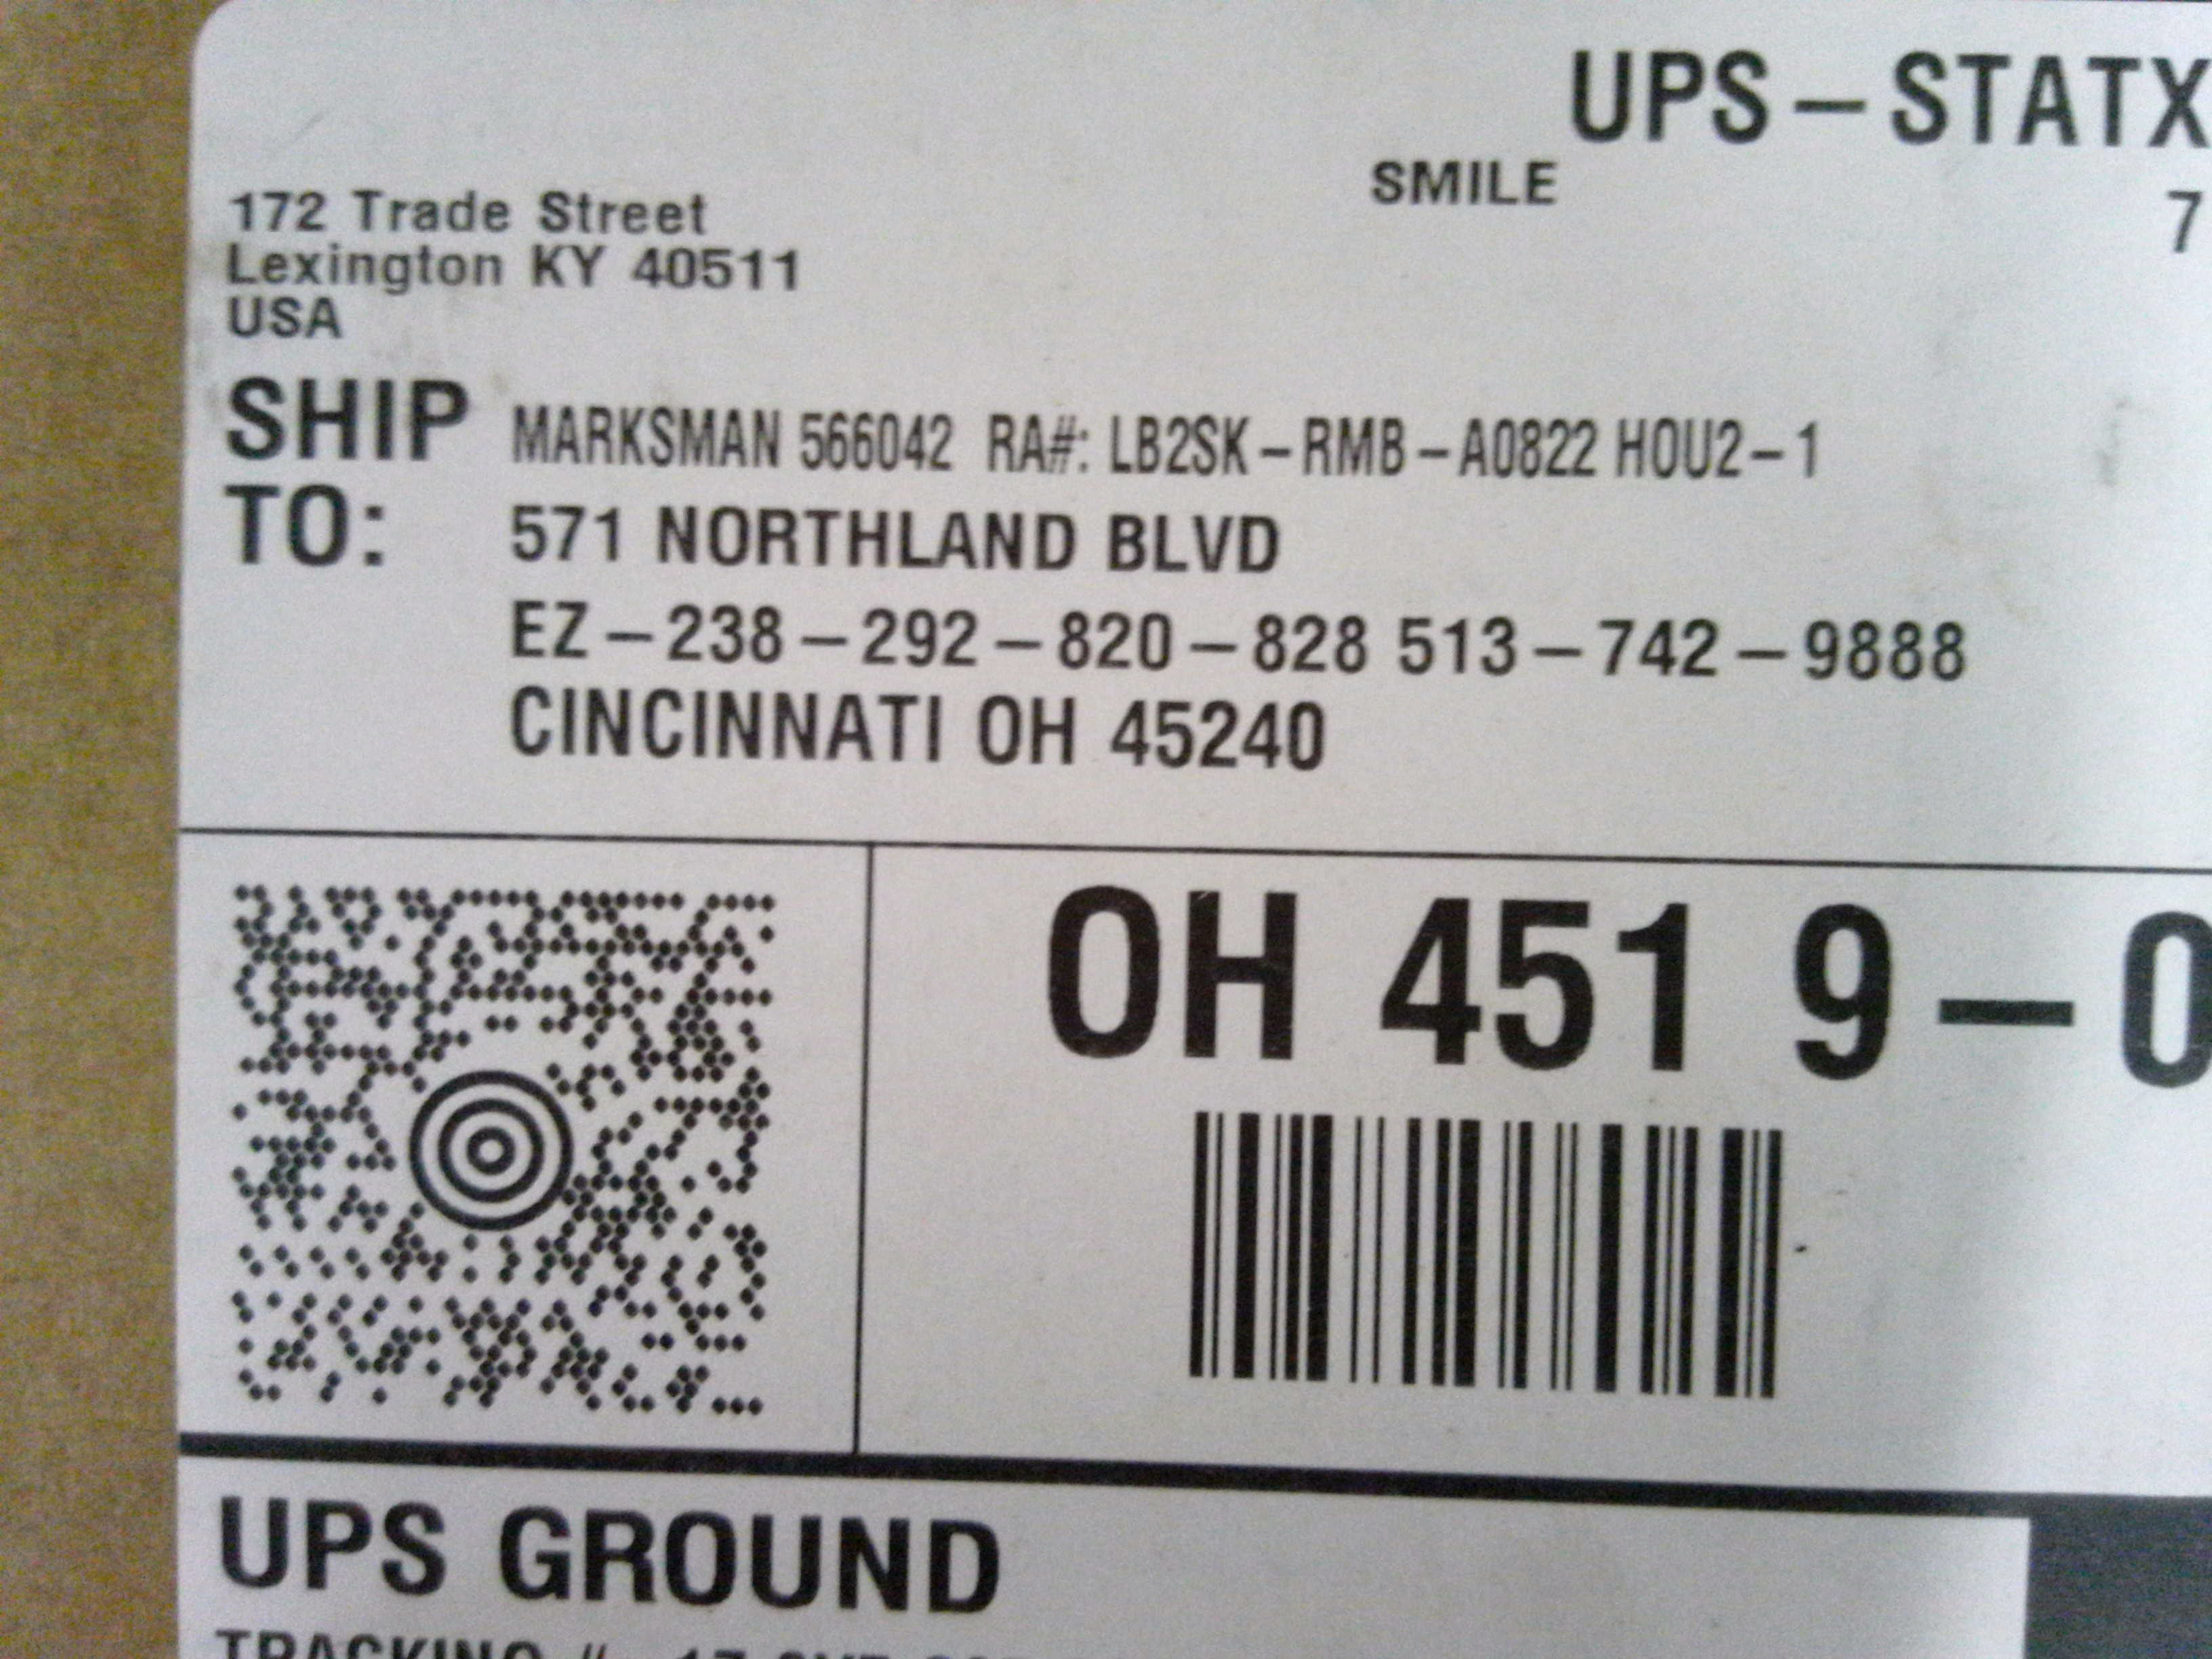 UPS – STATX
SMILE
7
172 Trade Street
Lexington KY 40511
USA
SHIP TO:
MARKSMAN 566042 RA#: LB2SK – RMB – A0822 HOU2 – 1
571 NORTHLAND BLVD
EZ – 238 – 292 – 820 – 828 513 – 742 – 9888
CINCINNATI OH 45240
OH 451 9 – 0
UPS GROUND
TRACKING #